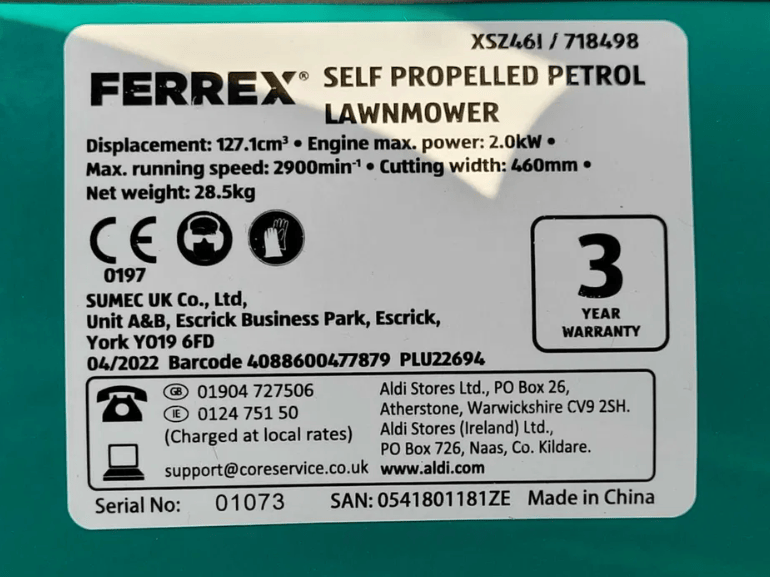 XSZ46I / 718498
FERREX® SELF PROPELLED PETROL
LAWNMOWER
Displacement: 127.1cm³ • Engine max. power: 2.0kW •
Max. running speed: 2900min⁻¹ • Cutting width: 460mm •
Net weight: 28.5kg
CE
0197
3
YEAR
WARRANTY
SUMEC UK Co., Ltd,
Unit A&B, Escrick Business Park, Escrick,
York YO19 6FD
04/2022 Barcode 4088600477879 PLU22694
GB 01904 727506
IE 0124 751 50
(Charged at local rates)
support@coreservice.co.uk
Aldi Stores Ltd., PO Box 26,
Atherstone, Warwickshire CV9 2SH.
Aldi Stores (Ireland) Ltd.,
PO Box 726, Naas, Co. Kildare.
www.aldi.com
Serial No: 01073 SAN: 0541801181ZE Made in China